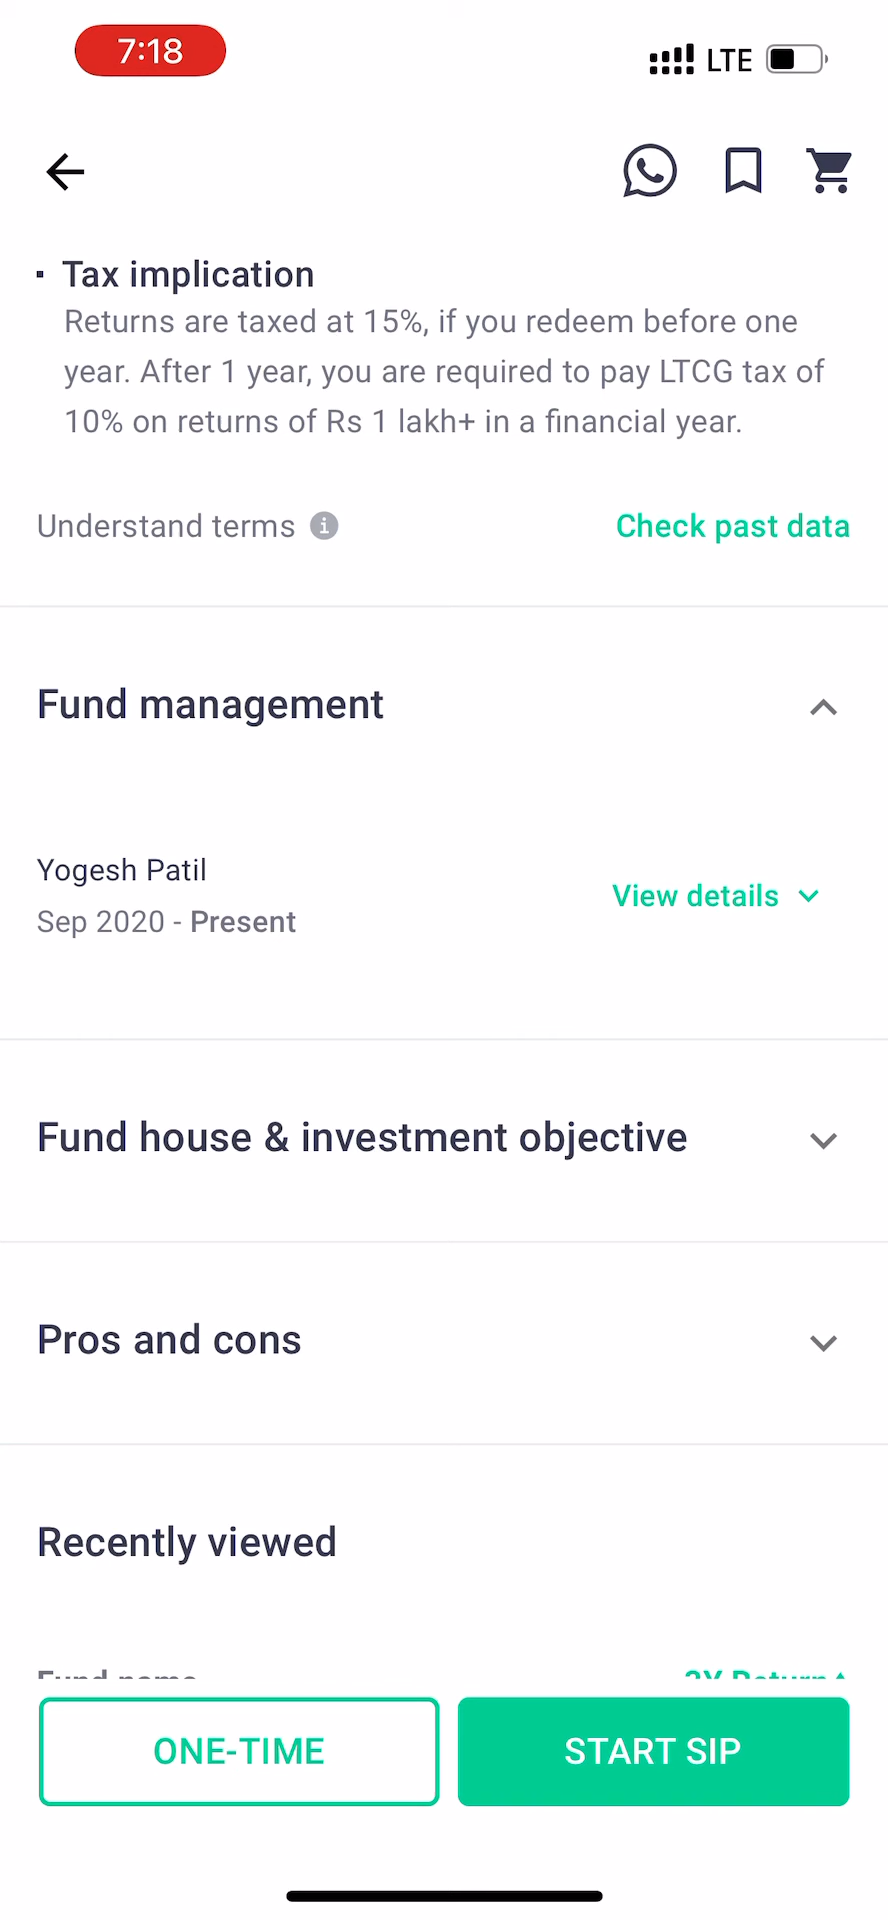 7:18
LTE
Tax implication
Returns are taxed at 15%, if you redeem before one
year. After 1 year, you are required to pay LTCG tax of
10% on returns of Rs 1 lakh+ in a financial year.
Understand terms
Check past data
Fund management
Yogesh Patil
View details
Sep 2020 - Present
Fund house & investment objective
Pros and cons
Recently viewed
Fund name
ONE-TIME
START SIP